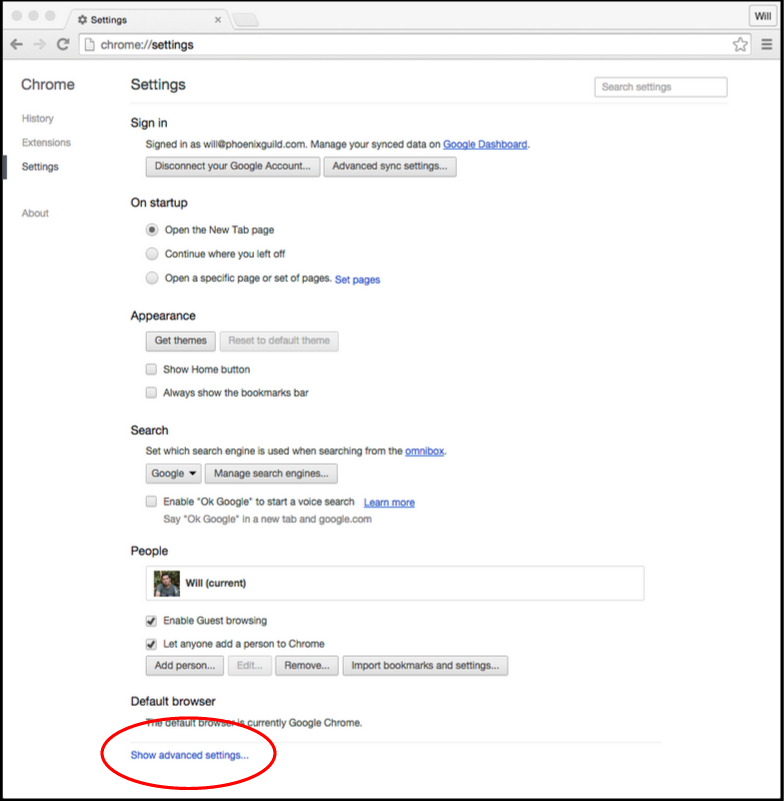 Settings
Will
chrome://settings
Chrome
Settings
Search settings
History
Extensions
Settings
About
Sign in
Signed in as will@phoenixguild.com. Manage your synced data on Google Dashboard.
Disconnect your Google Account... Advanced sync settings...
On startup
Open the New Tab page
Continue where you left off
Open a specific page or set of pages. Set pages
Appearance
Get themes Reset to default theme
Show Home button
Always show the bookmarks bar
Search
Set which search engine is used when searching from the omnibox.
Google Manage search engines...
Enable "Ok Google" to start a voice search Learn more
Say "Ok Google" in a new tab and google.com
People
Will (current)
Enable Guest browsing
Let anyone add a person to Chrome
Add person... Edit... Remove... Import bookmarks and settings...
Default browser
The default browser is currently Google Chrome.
Show advanced settings...